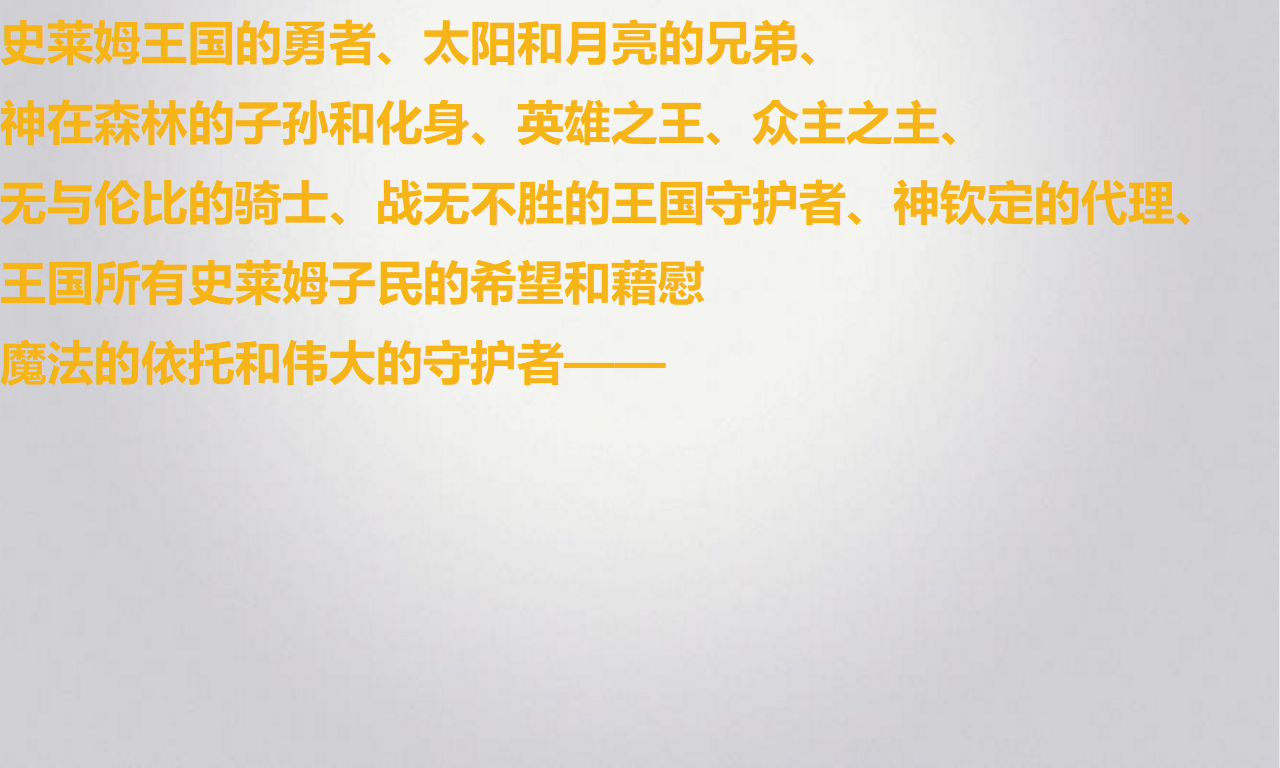 史莱姆王国的勇者、太阳和月亮的兄弟、
神在森林的子孙和化身、英雄之王、众主之主、
无与伦比的骑士、战无不胜的王国守护者、神钦定的代理、
王国所有史莱姆子民的希望和藉慰
魔法的依托和伟大的守护者——